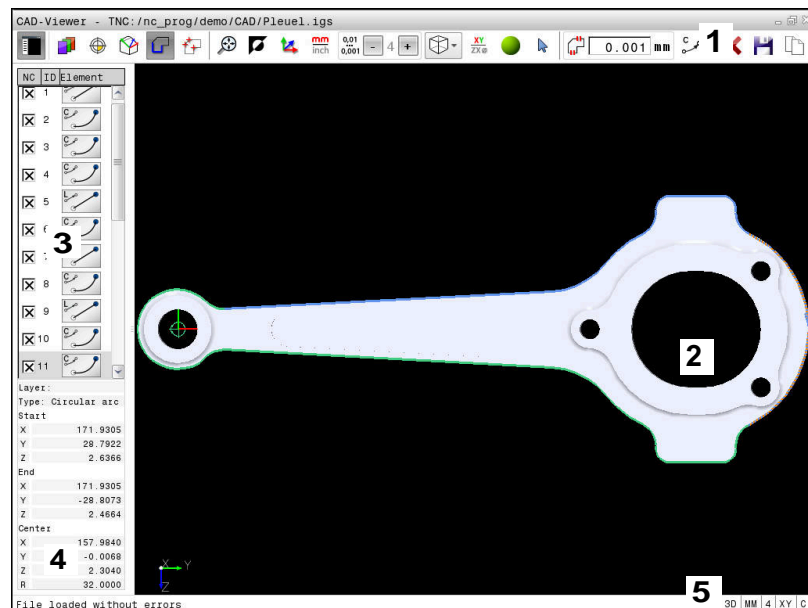 CAD-Viewer - TNC:/nc_prog/demo/CAD/Pleuel.igs
mm
inch
0,01
0,001
- 4 +
XY
ZXØ
0.001 mm
C
1
NC ID Element
1
2 C
3 C
4 C
5 L
6 C
7
8 C
9 L
10 C
11 C
3
2
Layer:
Type: Circular arc
Start
X 171.9305
Y 28.7922
Z 2.6366
End
X 171.9305
Y -28.8073
Z 2.4664
Center
X 157.9840
Y -0.0068
Z 2.3040
R 32.0000
4
X Y
Z
5
File loaded without errors
3D MM 4 XY C